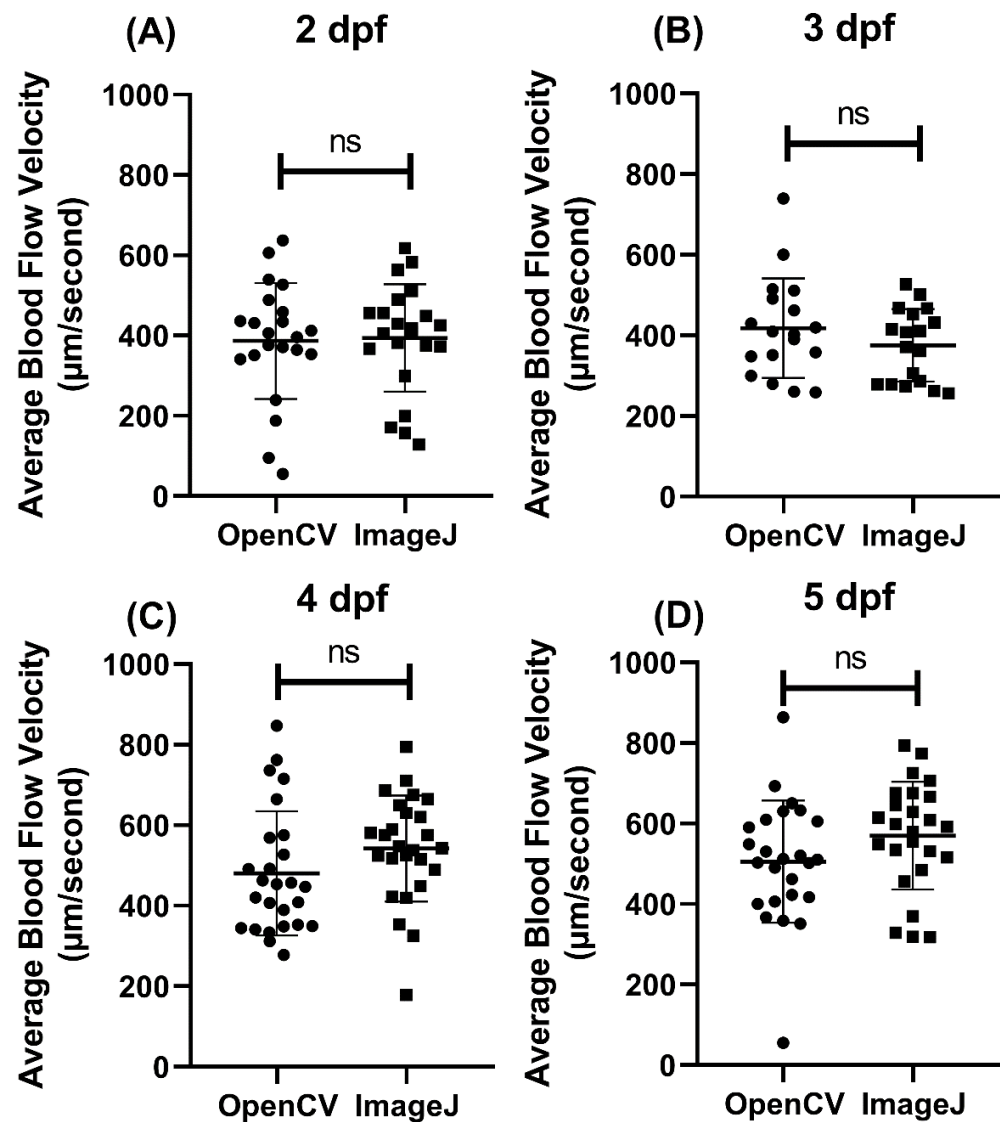 (A) 2 dpf
Average Blood Flow Velocity
(µm/second)
1000
800
600
400
200
0
ns
OpenCV ImageJ
(B) 3 dpf
Average Blood Flow Velocity
(µm/second)
1000
800
600
400
200
0
ns
OpenCV ImageJ
(C) 4 dpf
Average Blood Flow Velocity
(µm/second)
1000
800
600
400
200
0
ns
OpenCV ImageJ
(D) 5 dpf
Average Blood Flow Velocity
(µm/second)
1000
800
600
400
200
0
ns
OpenCV ImageJ